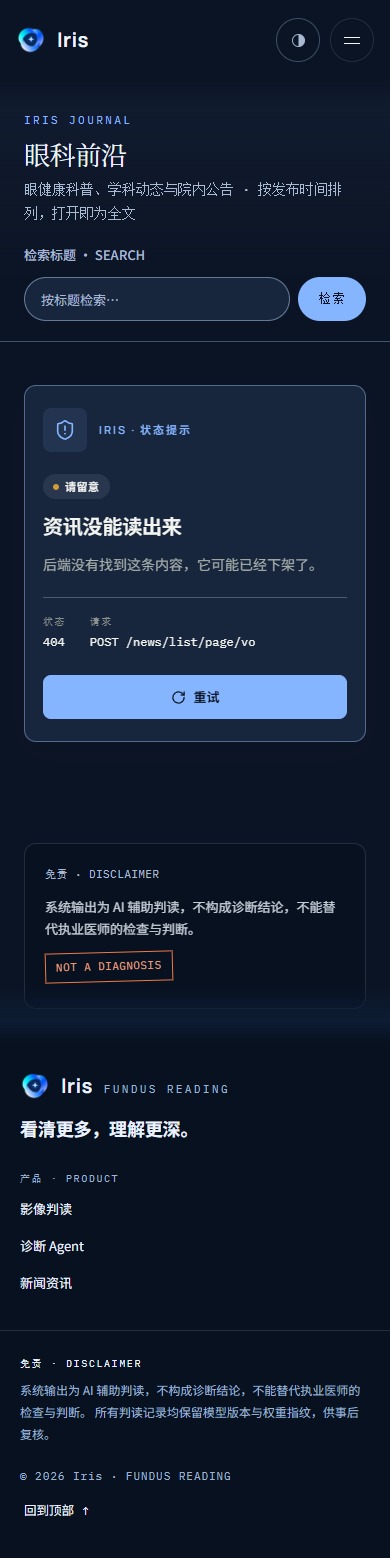 Iris
IRIS JOURNAL
眼科前沿
眼健康科普、学科动态与院内公告 · 按发布时间排
列，打开即为全文
检索标题 · SEARCH
按标题检索…
检索
IRIS · 状态提示
请留意
资讯没能读出来
后端没有找到这条内容，它可能已经下架了。
状态 请求
404 POST /news/list/page/vo
重试
免责 · DISCLAIMER
系统输出为 AI 辅助判读，不构成诊断结论，不能替
代执业医师的检查与判断。
NOT A DIAGNOSIS
Iris FUNDUS READING
看清更多，理解更深。
产品 · PRODUCT
影像判读
诊断 Agent
新闻资讯
免责 · DISCLAIMER
系统输出为 AI 辅助判读，不构成诊断结论，不能替代执业医师的
检查与判断。 所有判读记录均保留模型版本与权重指纹，供事后
复核。
© 2026 Iris · FUNDUS READING
回到顶部 ↑